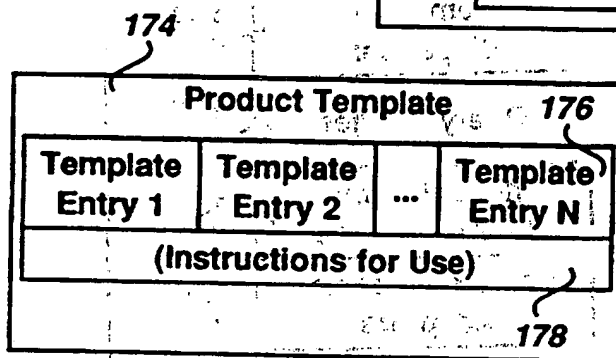 174
Product Template
176
Template Entry 1
Template Entry 2
...
Template Entry N
(Instructions for Use)
178